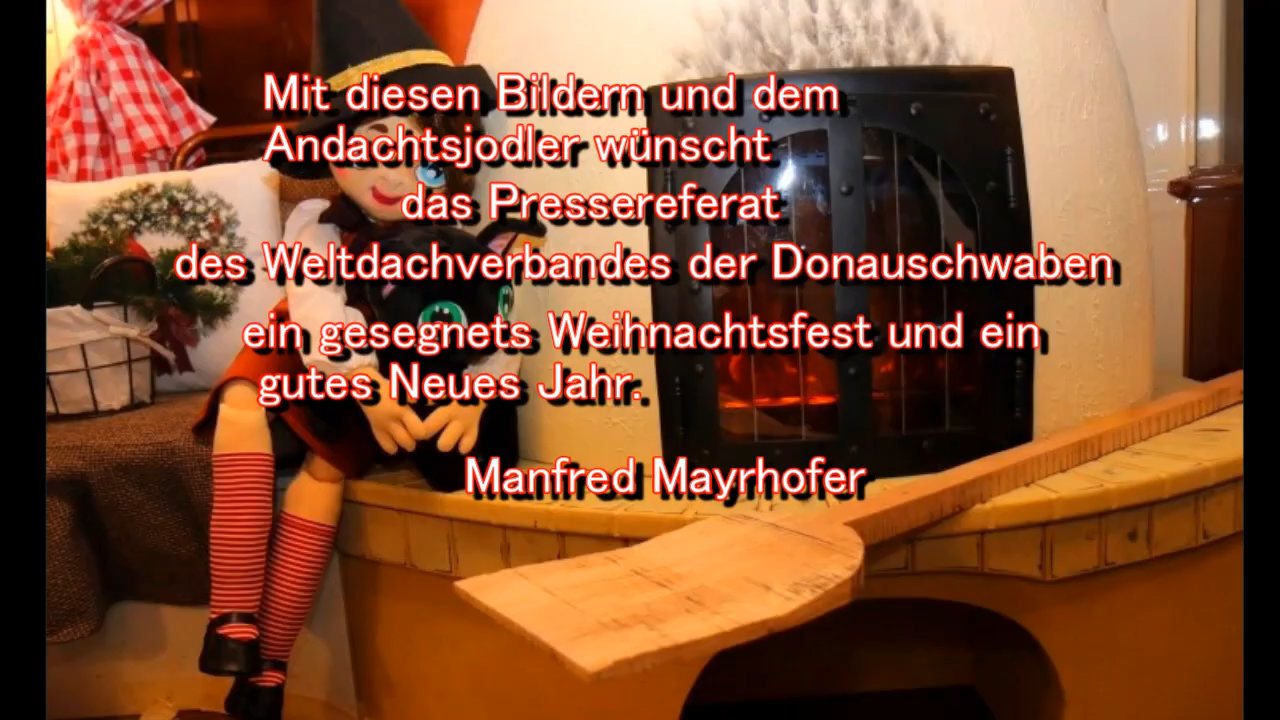 Mit diesen Bildern und dem
Andachtsjodler wünscht
das Pressereferat
des Weltdachverbandes der Donauschwaben
ein gesegnets Weihnachtsfest und ein
gutes Neues Jahr.
Manfred Mayrhofer